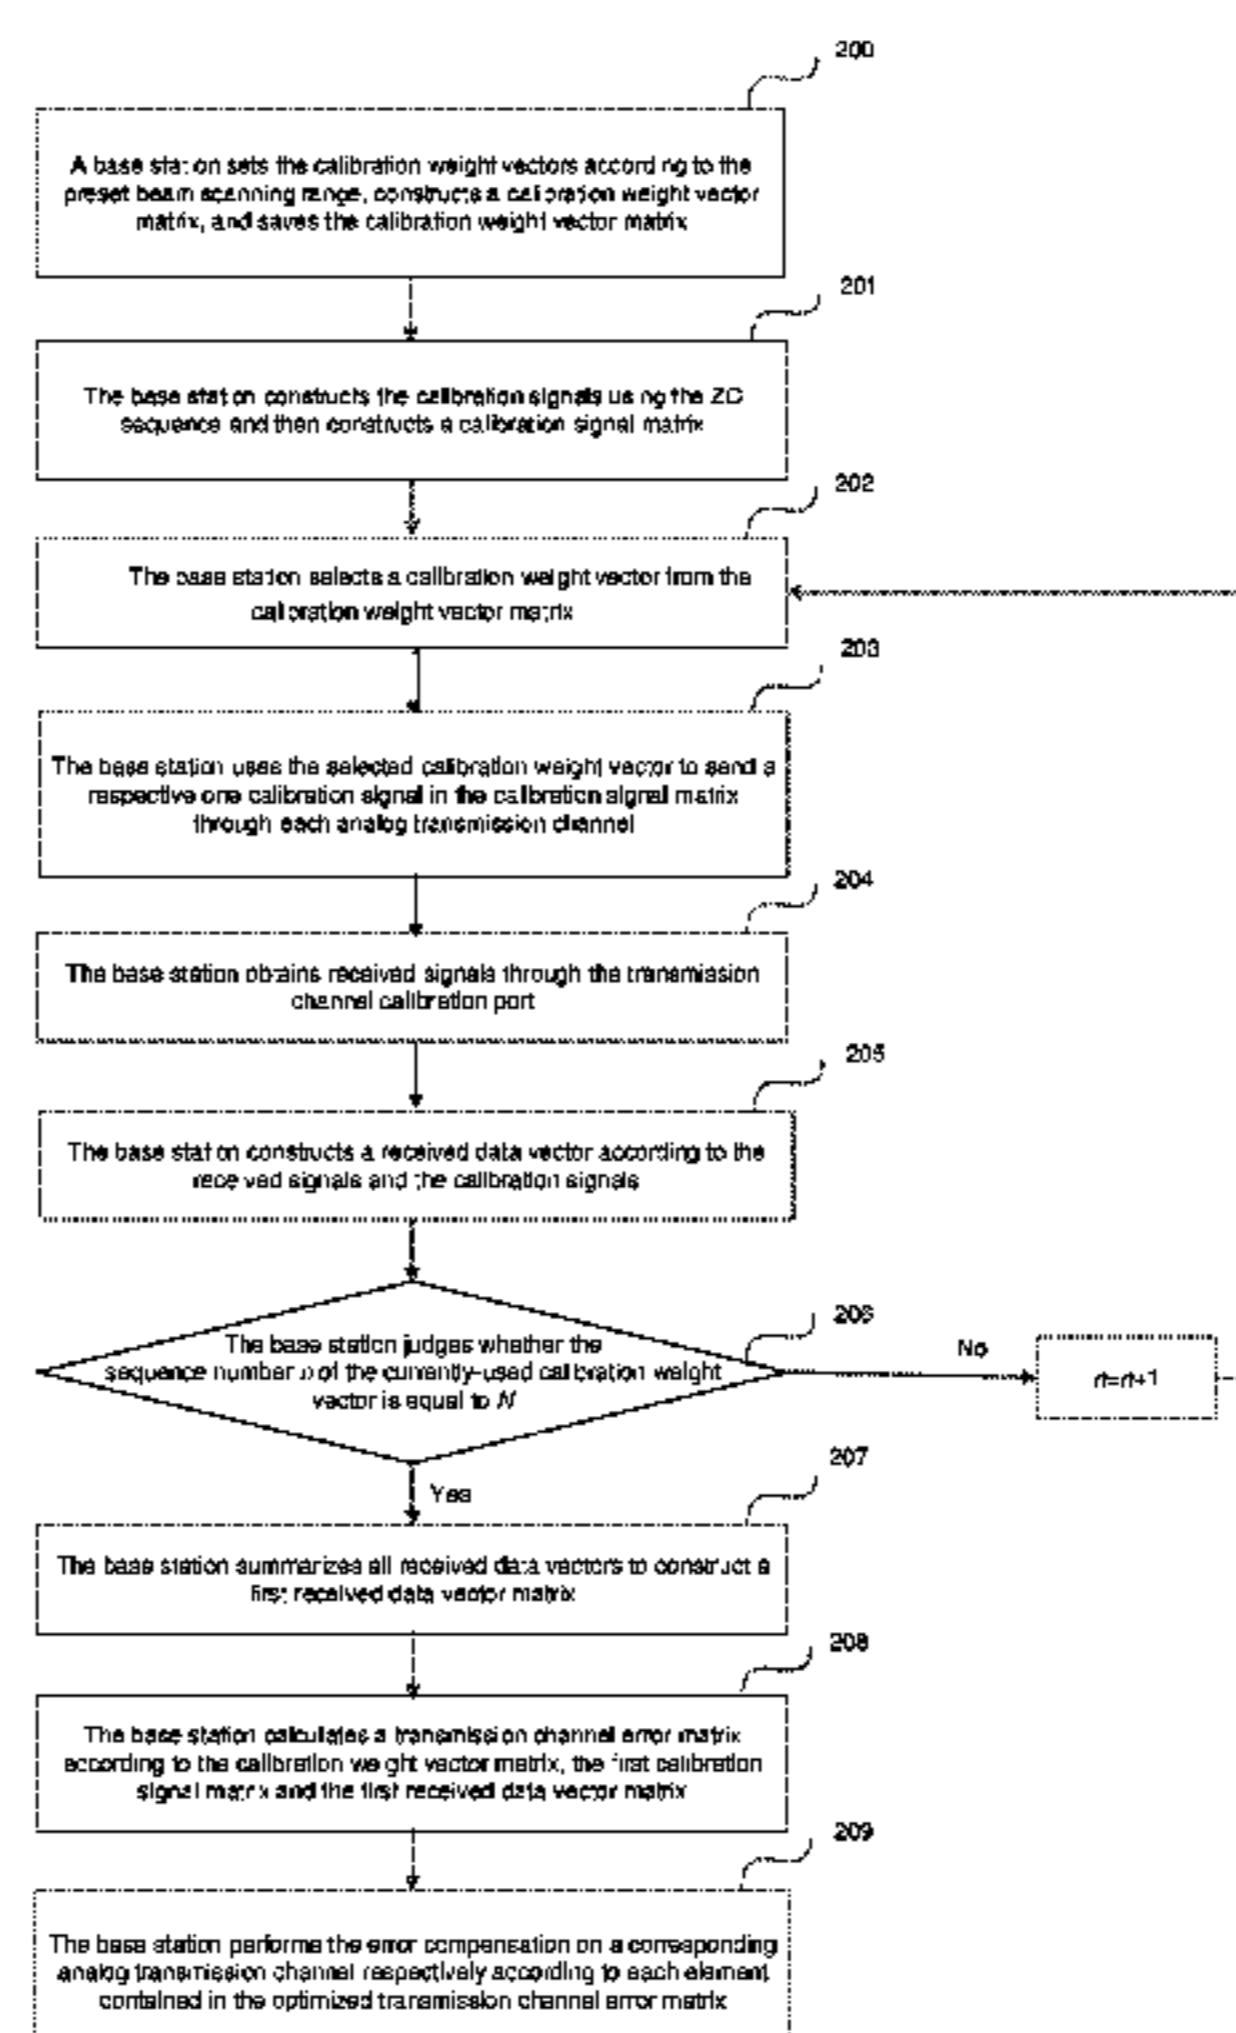 200
A base station sets the calibration weight vectors according to the
preset beam scanning range, constructs a calibration weight vector
matrix, and saves the calibration weight vector matrix
201
The base station constructs the calibration signals using the ZC
sequence and then constructs a calibration signal matrix
202
The base station selects a calibration weight vector from the
calibration weight vector matrix
203
The base station uses the selected calibration weight vector to send a
respective one calibration signal in the calibration signal matrix
through each analog transmission channel
204
The base station obtains received signals through the transmission
channel calibration port
205
The base station constructs a received data vector according to the
received signals and the calibration signals
206
The base station judges whether the
sequence number n of the currently-used calibration weight
vector is equal to N
No
n=n+1
207
Yes
The base station summarizes all received data vectors to construct a
first received data vector matrix
208
The base station calculates a transmission channel error matrix
according to the calibration weight vector matrix, the first calibration
signal matrix and the first received data vector matrix
209
The base station performs the error compensation on a corresponding
analog transmission channel respectively according to each element
contained in the optimized transmission channel error matrix